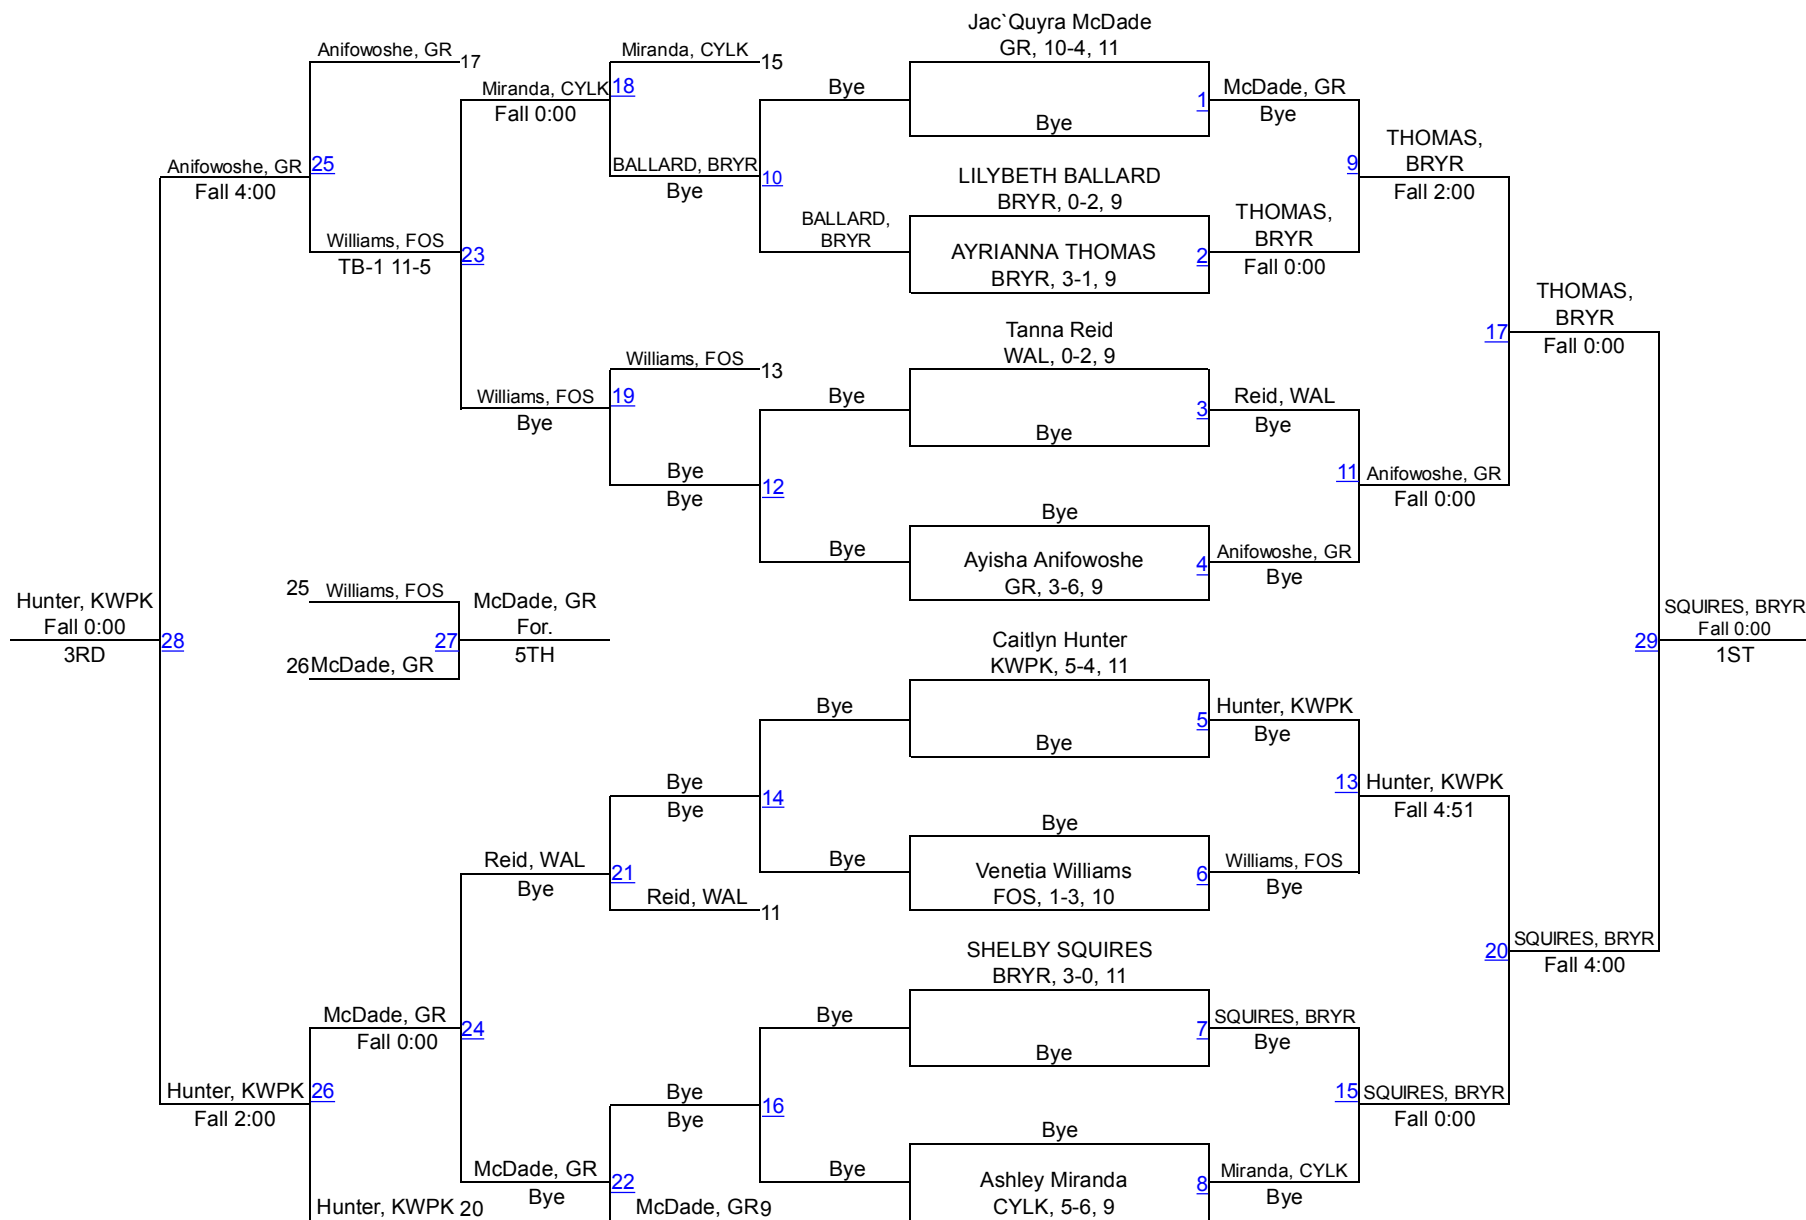 Jac`Quyra McDade
GR, 10-4, 11
Anifowoshe, GR
17
Miranda, CYLK
15
Miranda, CYLK
18
Fall 0:00
Bye
1
McDade, GR
Bye
Bye
THOMAS,
BRYR
Fall 2:00
9
Anifowoshe, GR
25
Fall 4:00
BALLARD, BRYR
10
Bye
LILYBETH BALLARD
BRYR, 0-2, 9
BALLARD,
BRYR
AYRIANNA THOMAS
BRYR, 3-1, 9
2
THOMAS,
BRYR
Fall 0:00
Williams, FOS
23
TB-1 11-5
THOMAS,
BRYR
Fall 0:00
17
Tanna Reid
WAL, 0-2, 9
Williams, FOS
13
Williams, FOS
19
Bye
Bye
3
Reid, WAL
Bye
Bye
Bye
12
Bye
11
Anifowoshe, GR
Fall 0:00
Bye
Bye
Ayisha Anifowoshe
GR, 3-6, 9
4
Anifowoshe, GR
Bye
Hunter, KWPK
Fall 0:00
28
3RD
25
Williams, FOS
27
26
McDade, GR
McDade, GR
For.
5TH
SQUIRES, BRYR
Fall 0:00
29
1ST
Caitlyn Hunter
KWPK, 5-4, 11
Bye
5
Hunter, KWPK
Bye
Bye
Bye
14
Bye
13
Hunter, KWPK
Fall 4:51
Bye
Bye
Venetia Williams
FOS, 1-3, 10
6
Williams, FOS
Bye
Reid, WAL
21
Bye
Reid, WAL
11
SHELBY SQUIRES
BRYR, 3-0, 11
20
SQUIRES, BRYR
Fall 4:00
McDade, GR
24
Fall 0:00
Bye
7
SQUIRES, BRYR
Bye
Bye
Hunter, KWPK
26
Fall 2:00
Bye
16
Bye
15
SQUIRES, BRYR
Fall 0:00
Bye
McDade, GR
22
Bye
Bye
Ashley Miranda
CYLK, 5-6, 9
8
Miranda, CYLK
Bye
Hunter, KWPK
20
McDade, GR
9